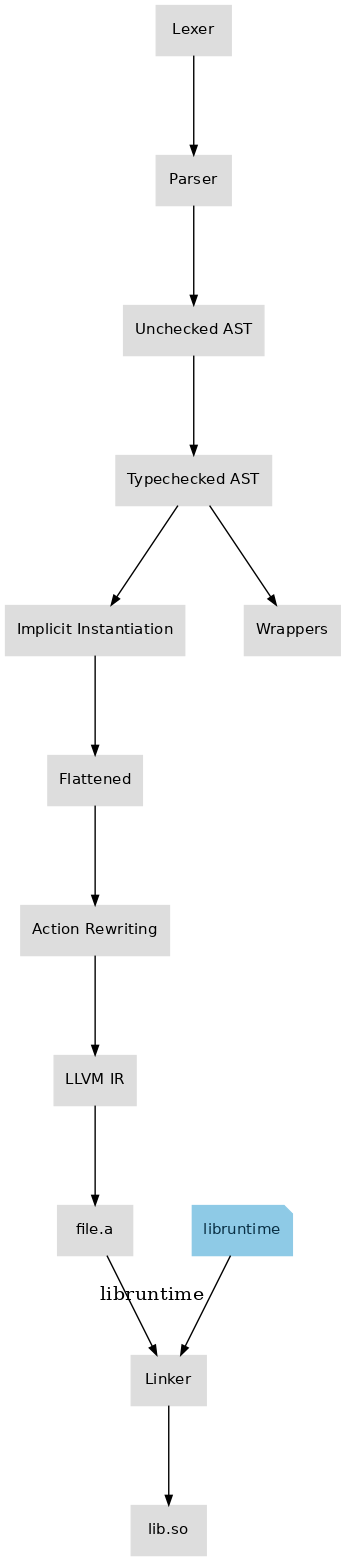 Lexer
Parser
Unchecked AST
Typechecked AST
Implicit Instantiation
Wrappers
Flattened
Action Rewriting
LLVM IR
file.a
libruntime
libruntime
Linker
lib.so